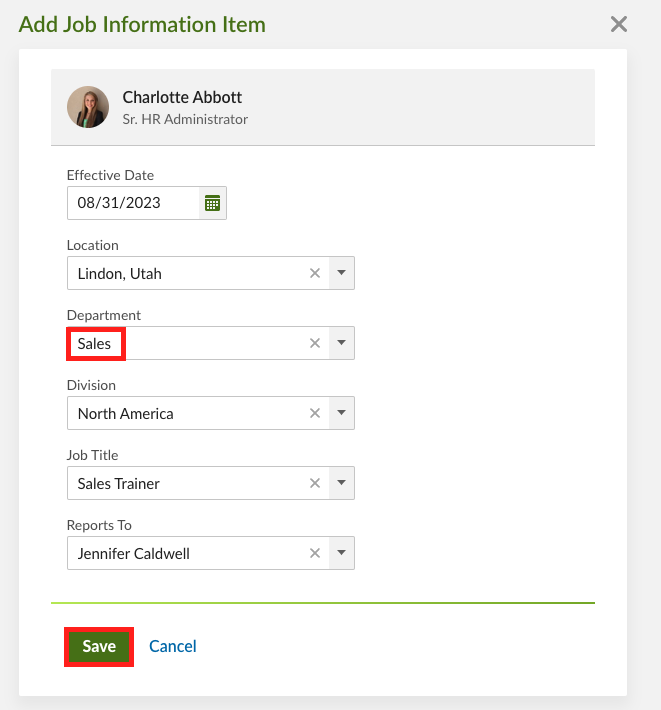 Add Job Information Item
Charlotte Abbott
Sr. HR Administrator
Effective Date
08/31/2023
Location
Lindon, Utah
Department
Sales
Division
North America
Job Title
Sales Trainer
Reports To
Jennifer Caldwell
Save Cancel